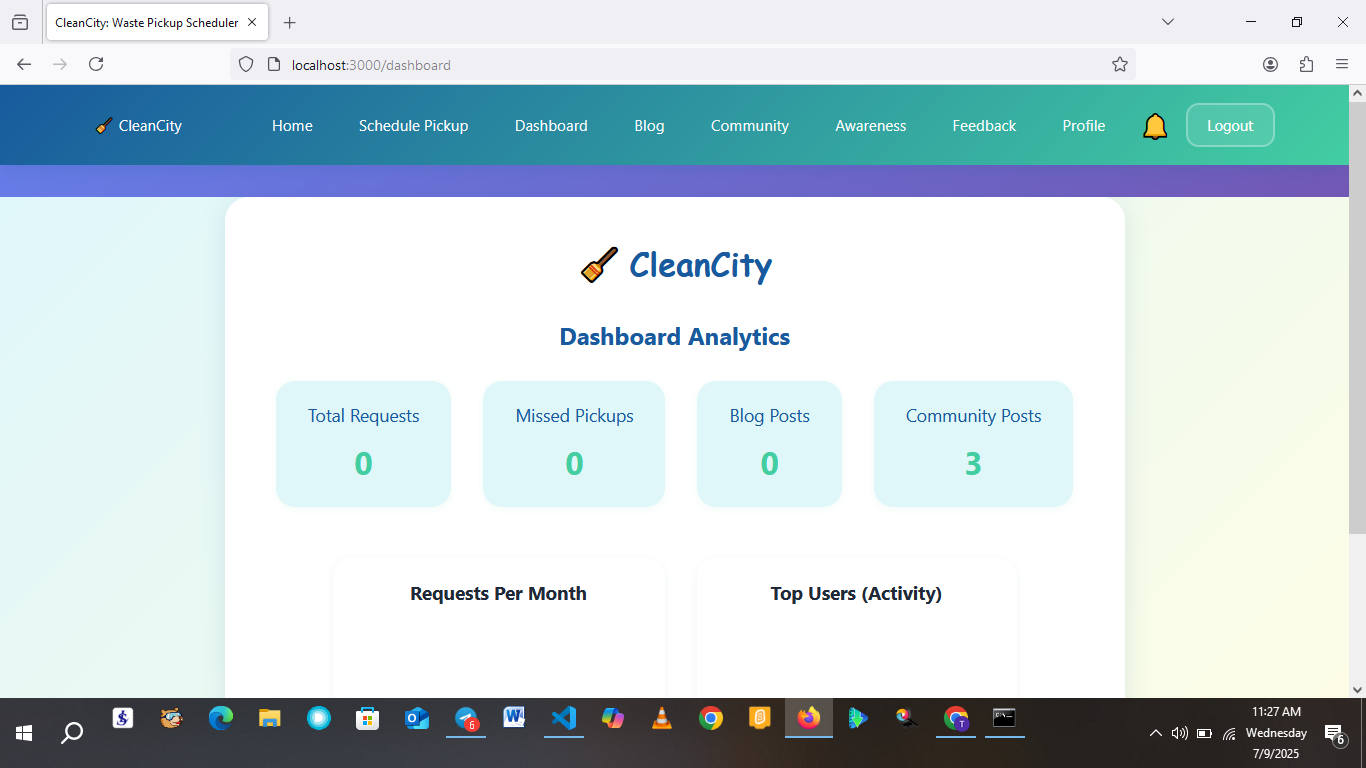 CleanCity: Waste Pickup Scheduler
localhost:3000/dashboard
CleanCity Home Schedule Pickup Dashboard Blog Community Awareness Feedback Profile Logout
CleanCity
Dashboard Analytics
Total Requests Missed Pickups Blog Posts Community Posts
0 0 0 3
Requests Per Month Top Users (Activity)
6
T
11:27 AM
Wednesday
7/9/2025
6